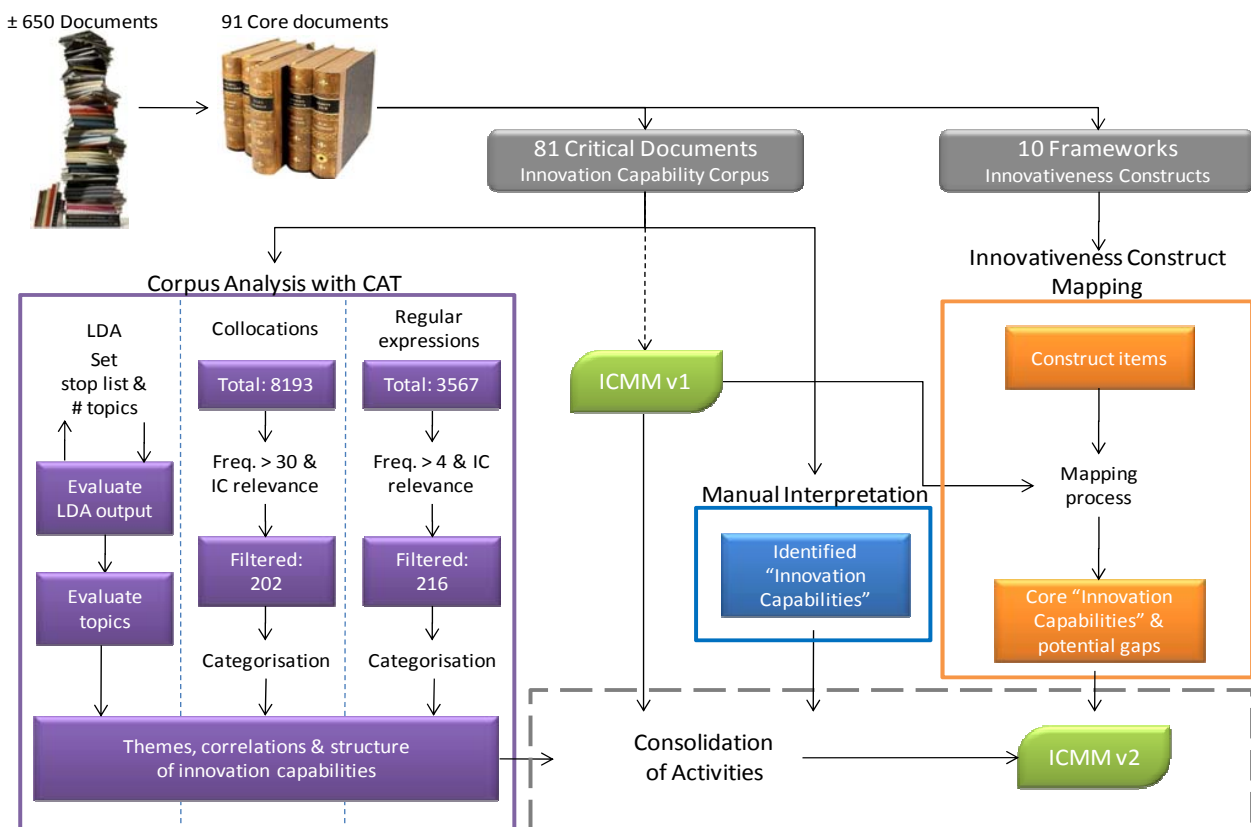 ± 650 Documents
91 Core documents
81 Critical Documents
Innovation Capability Corpus
10 Frameworks
Innovativeness Constructs
Corpus Analysis with CAT
LDA
Set
stop list &
# topics
Evaluate
LDA output
Evaluate
topics
Collocations
Total: 8193
Freq. > 30 &
IC relevance
Filtered:
202
Categorisation
Regular
expressions
Total: 3567
Freq. > 4 & IC
relevance
Filtered:
216
Categorisation
Themes, correlations & structure
of innovation capabilities
ICMM v1
Manual Interpretation
Identified
“Innovation
Capabilities”
Innovativeness Construct
Mapping
Construct items
Mapping
process
Core “Innovation
Capabilities” &
potential gaps
Consolidation
of Activities
ICMM v2